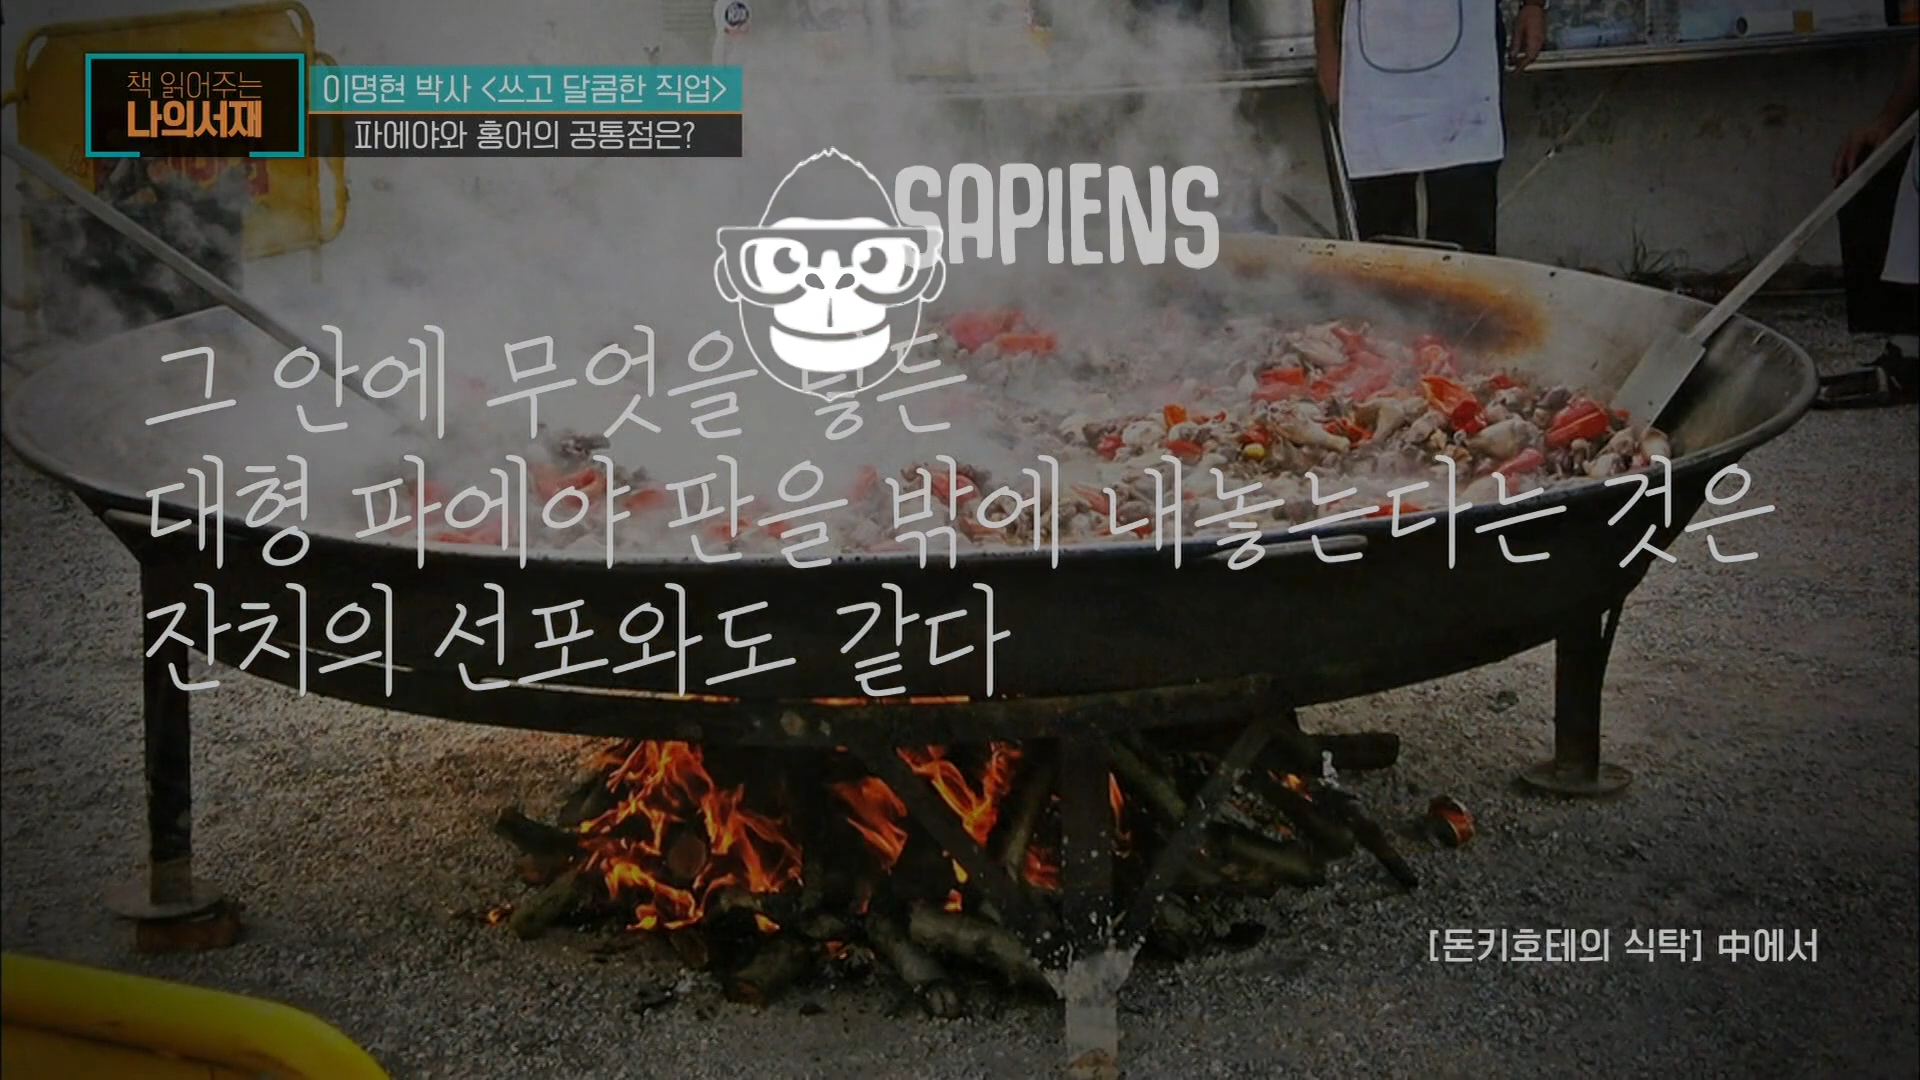 책 읽어주는
나의서재
이명현 박사 <쓰고 달콤한 직업>
파에야와 홍어의 공통점은?
SAPIENS
그 안에 무엇을 넣든
대형 파에야 판을 밖에 내놓는다는 것은
잔치의 선포와도 같다
[돈키호테의 식탁] 中에서